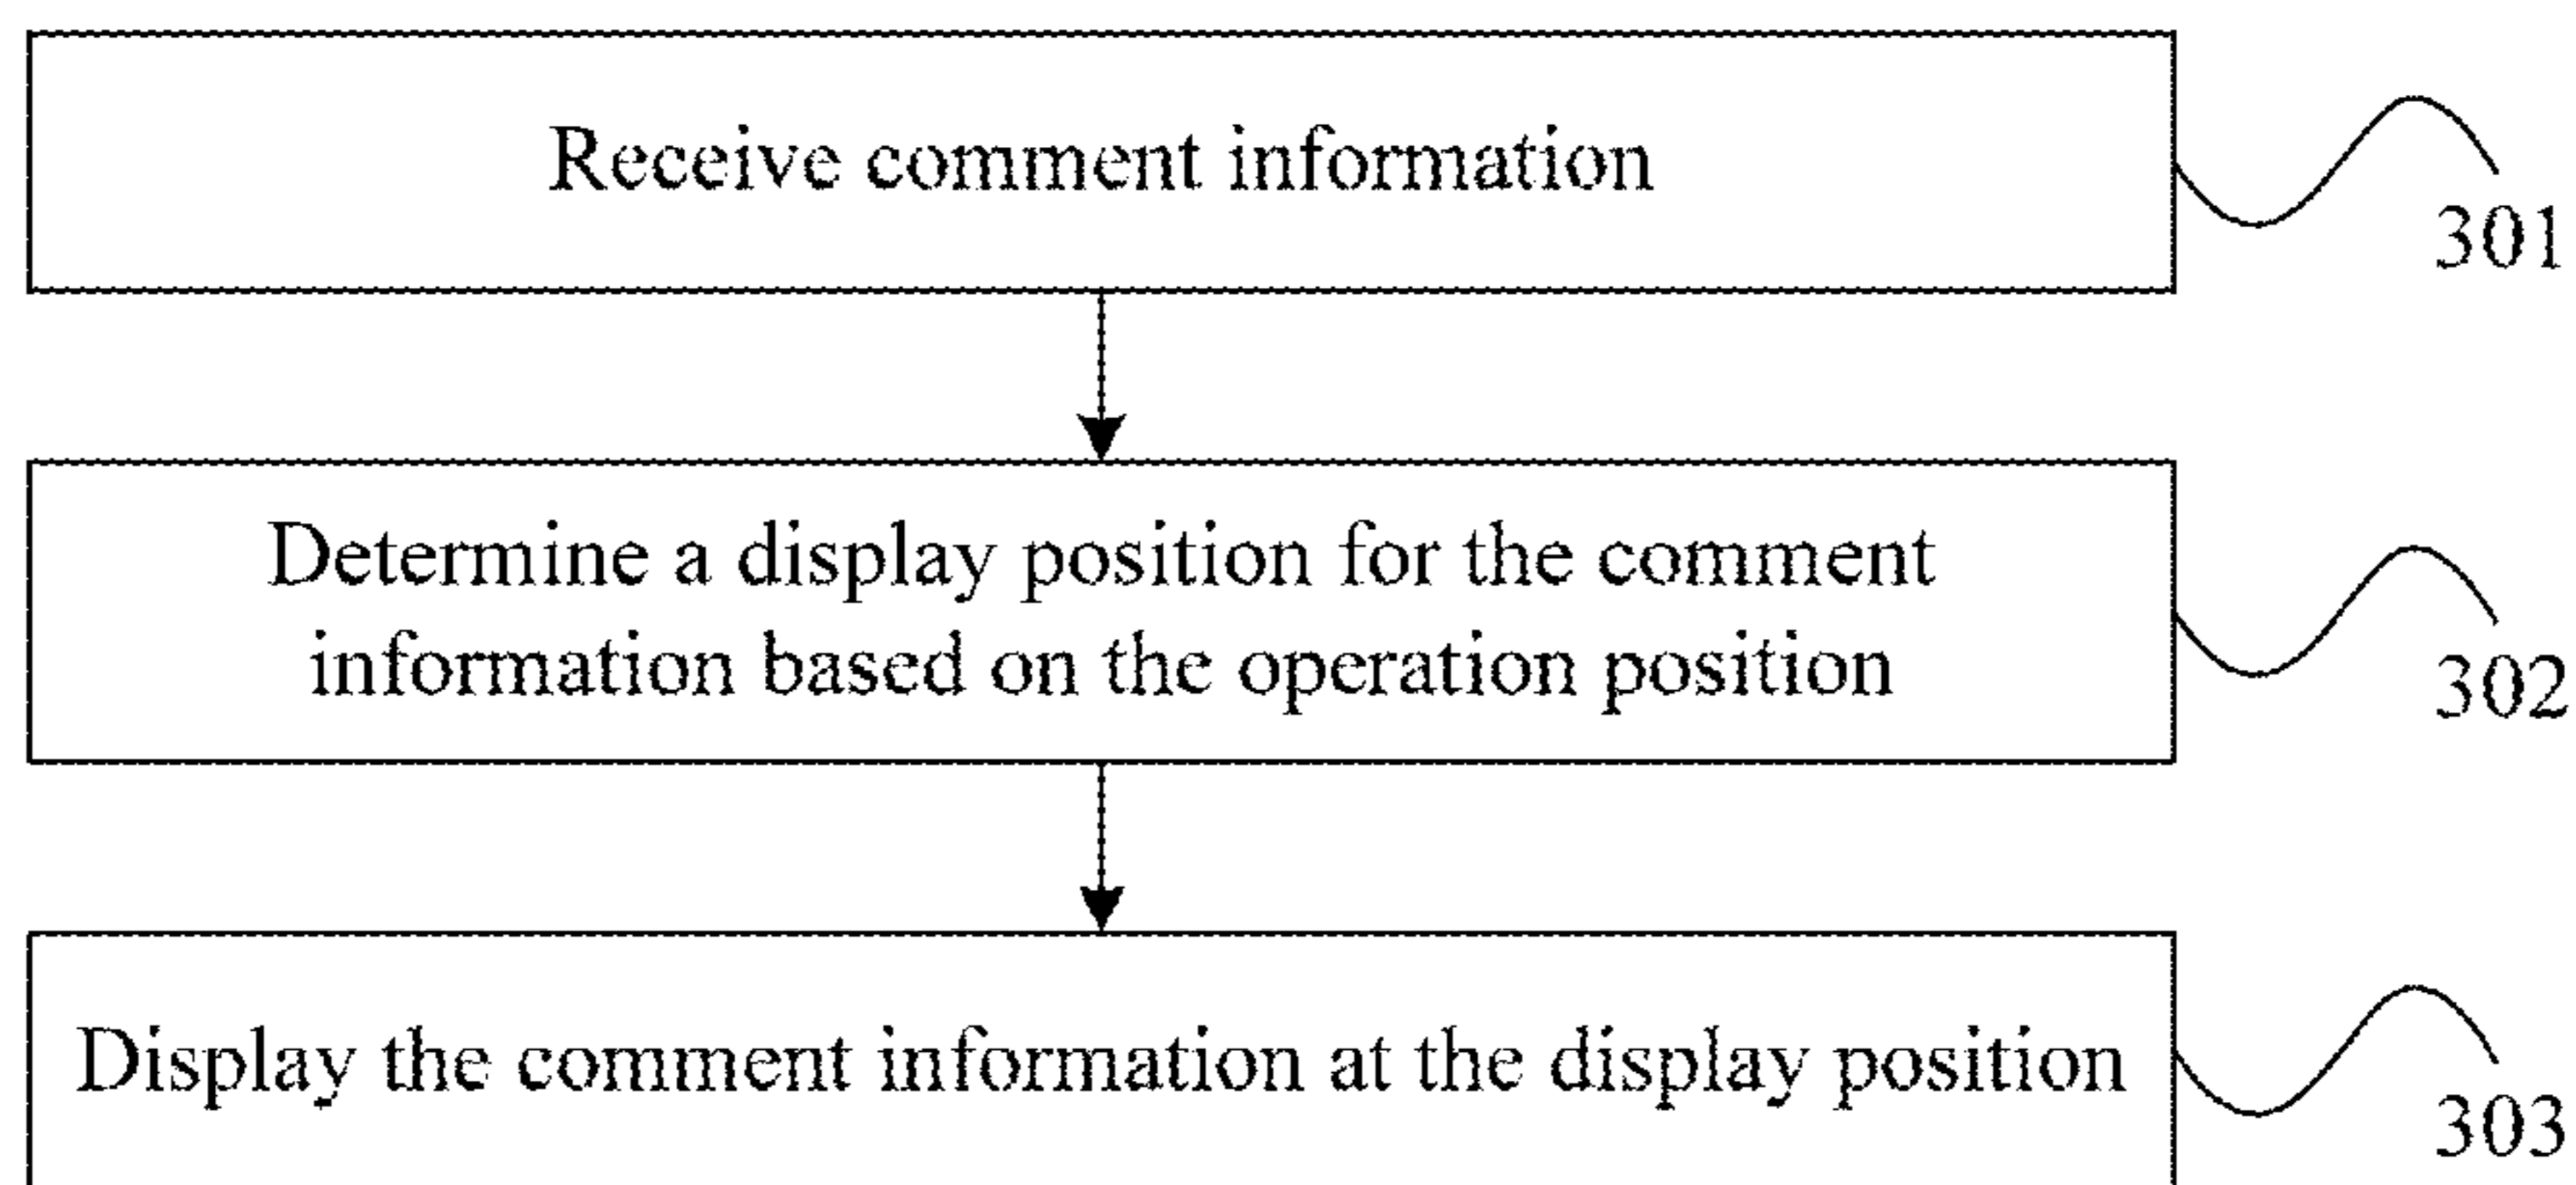 Receive comment information
301
Determine a display position for the comment
information based on the operation position
302
Display the comment information at the display position
303